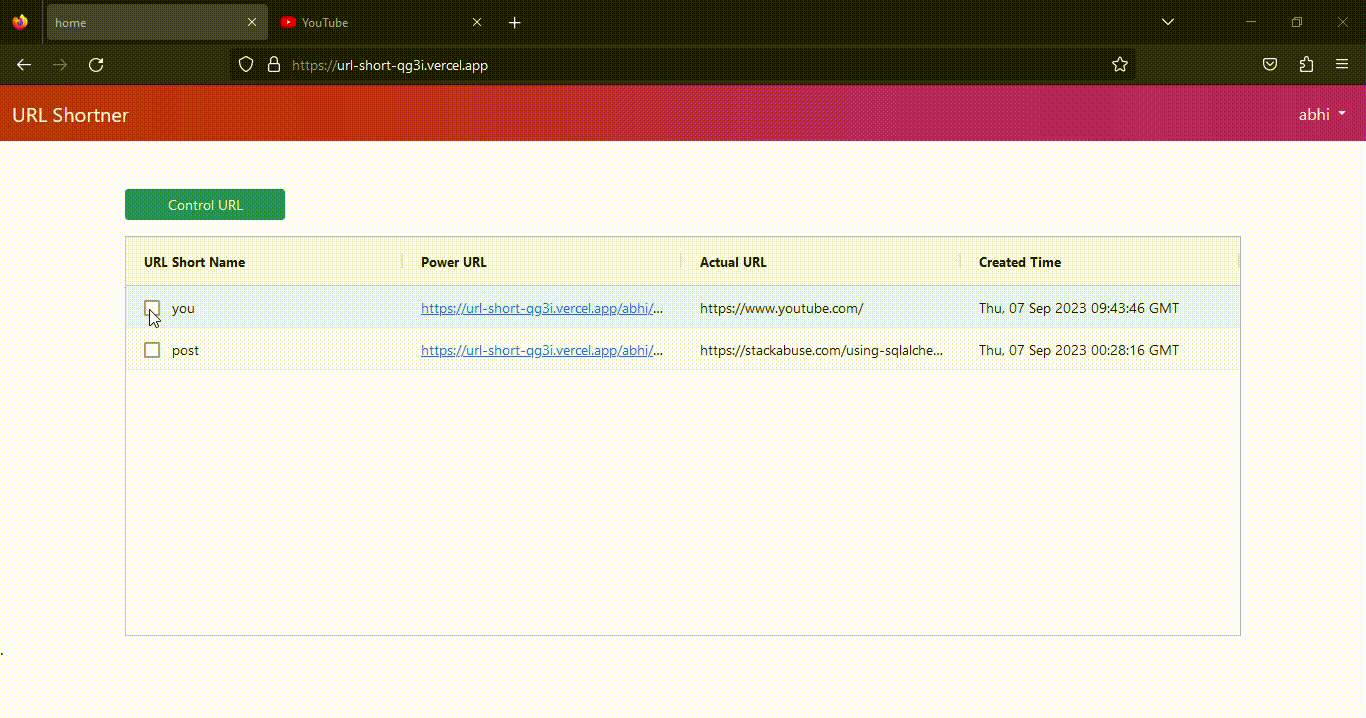 home YouTube
https://url-short-qg3i.vercel.app
URL Shortner abhi
Control URL
URL Short Name Power URL Actual URL Created Time
you https://url-short-qg3i.vercel.app/abhi/... https://www.youtube.com/ Thu, 07 Sep 2023 09:43:46 GMT
post https://url-short-qg3i.vercel.app/abhi/... https://stackabuse.com/using-sqlalche... Thu, 07 Sep 2023 00:28:16 GMT
.